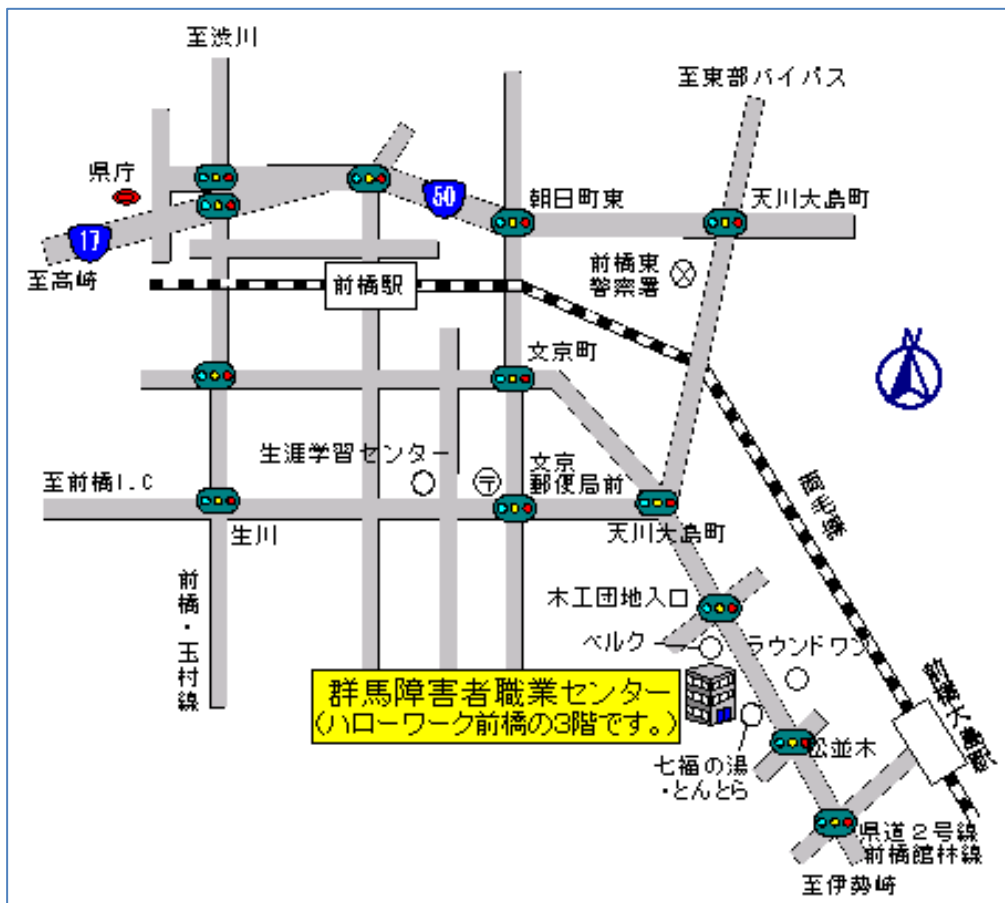 至渋川
至東部バイパス
県庁
50
朝日町東
天川大島町
17
前橋東
警察署
至高崎
前橋駅
N
文京町
生涯学習センター
文京
郵便局前
〒
至前橋I.C
両毛線
生川
天川大島町
前橋・玉村線
木工団地入口
ベルク
ラウンドワン
群馬障害者職業センター
(ハローワーク前橋の3階です。)
前橋大島駅
松並木
七福の湯
・とんとら
県道2号線
前橋館林線
至伊勢崎